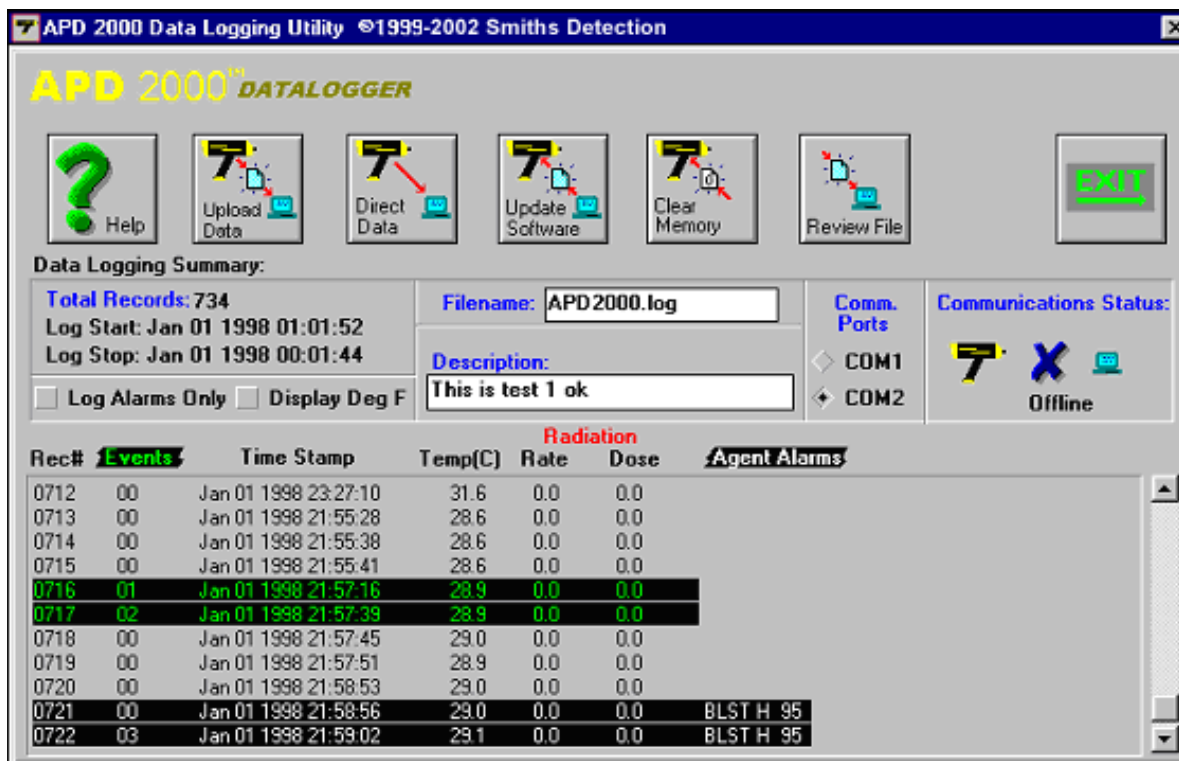 APD 2000 Data Logging Utility ©1999-2002 Smiths Detection
APD 2000™ DATALOGGER
Help
Upload Data
Direct Data
Update Software
Clear Memory
Review File
EXIT
Data Logging Summary:
Total Records: 734
Log Start: Jan 01 1998 01:01:52
Log Stop: Jan 01 1998 00:01:44
Log Alarms Only Display Deg F
Filename: APD2000.log
Description:
This is test 1 ok
Comm. Ports
COM1
COM2
Communications Status:
Offline
Radiation
Rec# Events Time Stamp Temp(C) Rate Dose Agent Alarms
0712 00 Jan 01 1998 23:27:10 31.6 0.0 0.0
0713 00 Jan 01 1998 21:55:28 28.6 0.0 0.0
0714 00 Jan 01 1998 21:55:38 28.6 0.0 0.0
0715 00 Jan 01 1998 21:55:41 28.6 0.0 0.0
0716 01 Jan 01 1998 21:57:16 28.9 0.0 0.0
0717 02 Jan 01 1998 21:57:39 28.9 0.0 0.0
0718 00 Jan 01 1998 21:57:45 29.0 0.0 0.0
0719 00 Jan 01 1998 21:57:51 28.9 0.0 0.0
0720 00 Jan 01 1998 21:58:53 29.0 0.0 0.0
0721 00 Jan 01 1998 21:58:56 29.0 0.0 0.0 BLST H 95
0722 03 Jan 01 1998 21:59:02 29.1 0.0 0.0 BLST H 95